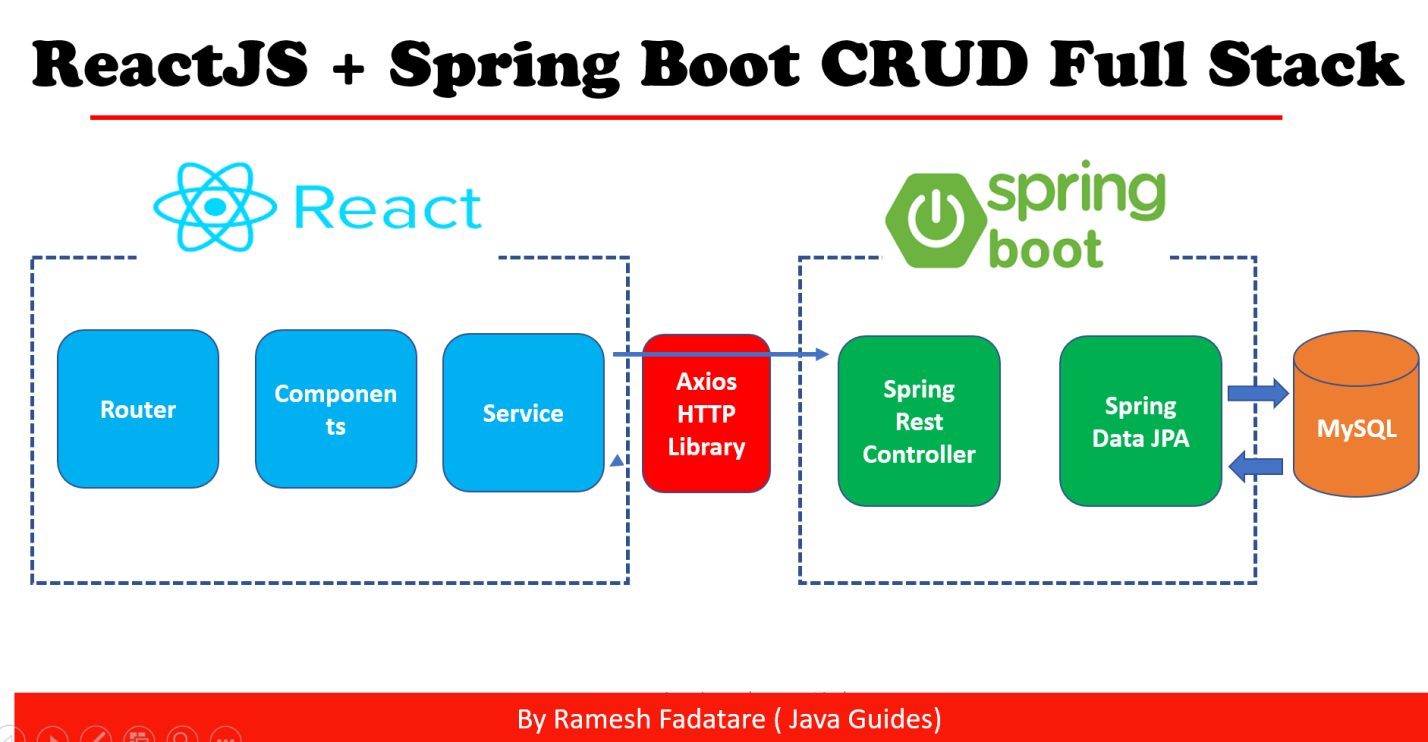 ReactJS + Spring Boot CRUD Full Stack
React
spring
boot
Router
Componen
ts
Service
Axios
HTTP
Library
Spring
Rest
Controller
Spring
Data JPA
MySQL
By Ramesh Fadatare ( Java Guides)